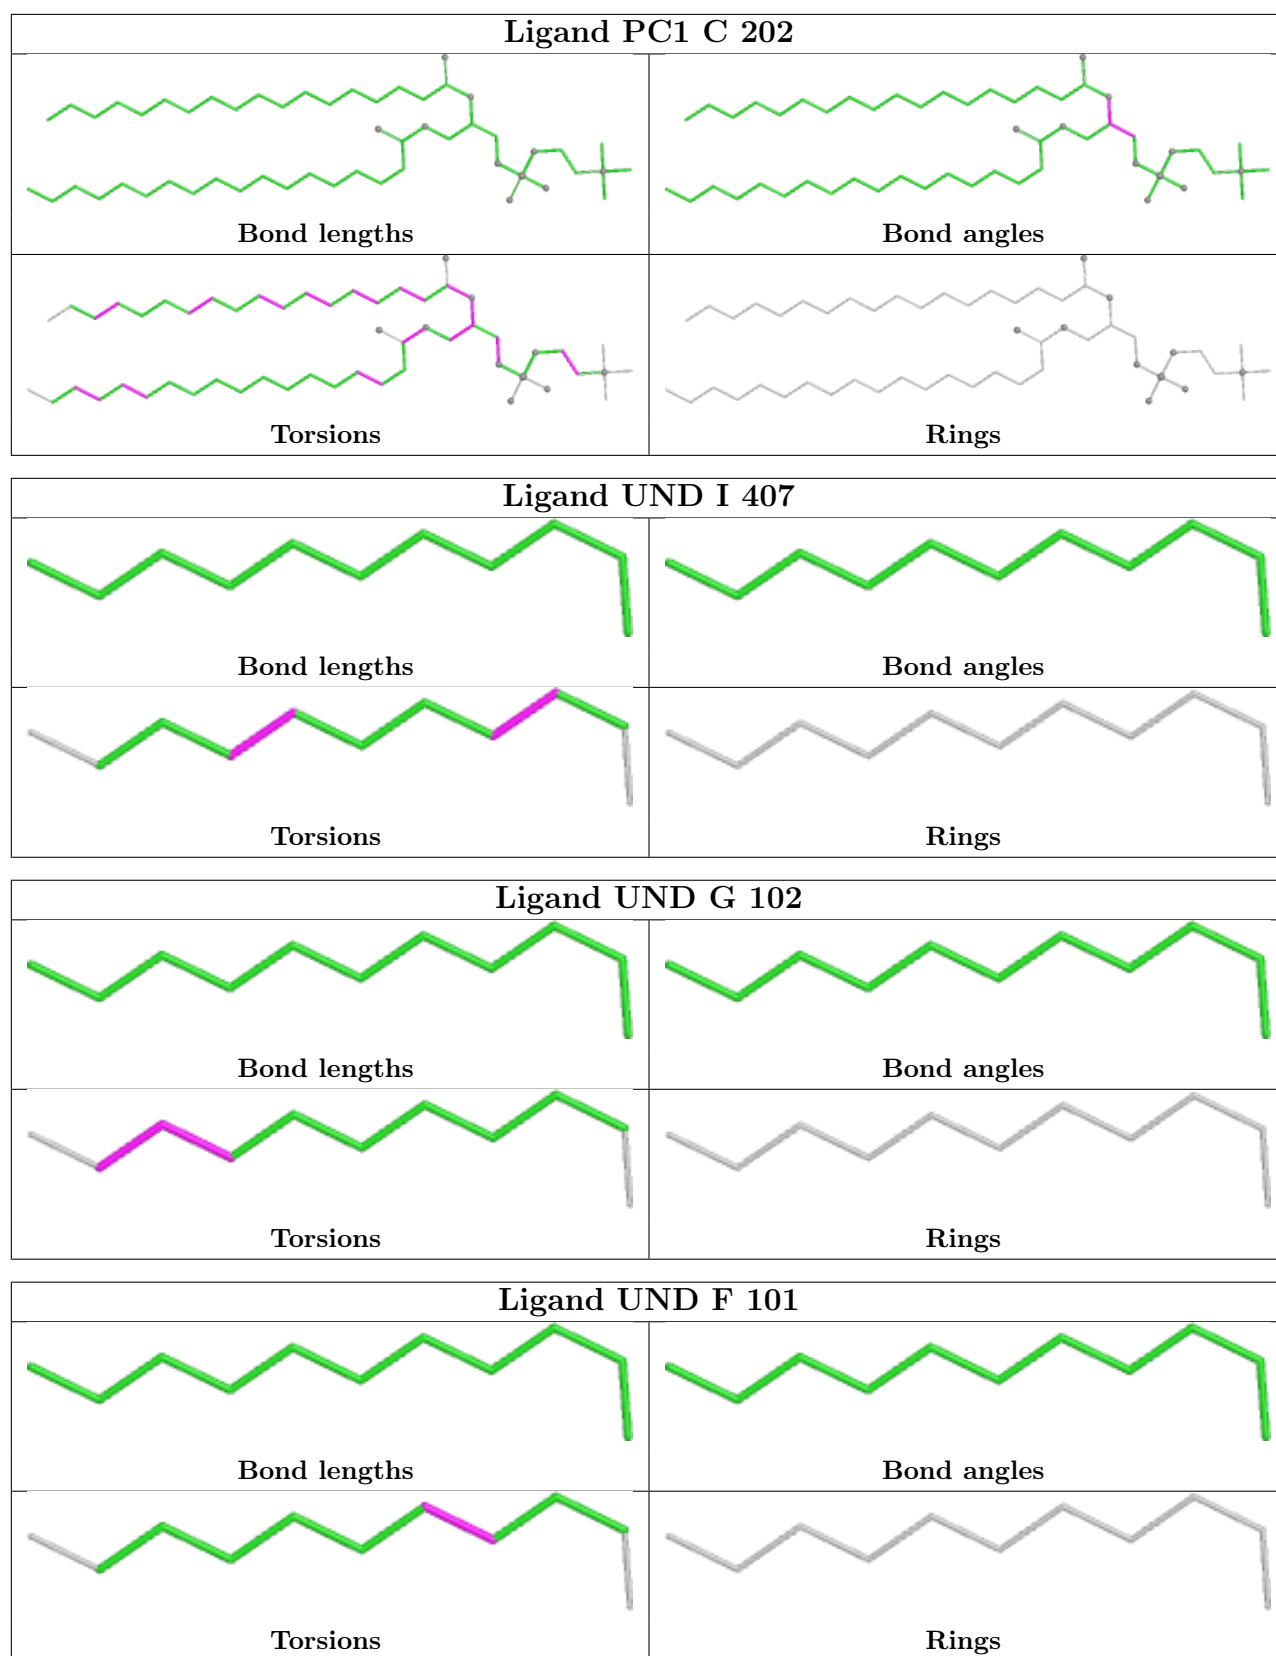 Ligand PC1 C 202
Bond lengths
Bond angles
Torsions
Rings
Ligand UND I 407
Bond lengths
Bond angles
Torsions
Rings
Ligand UND G 102
Bond lengths
Bond angles
Torsions
Rings
Ligand UND F 101
Bond lengths
Bond angles
Torsions
Rings